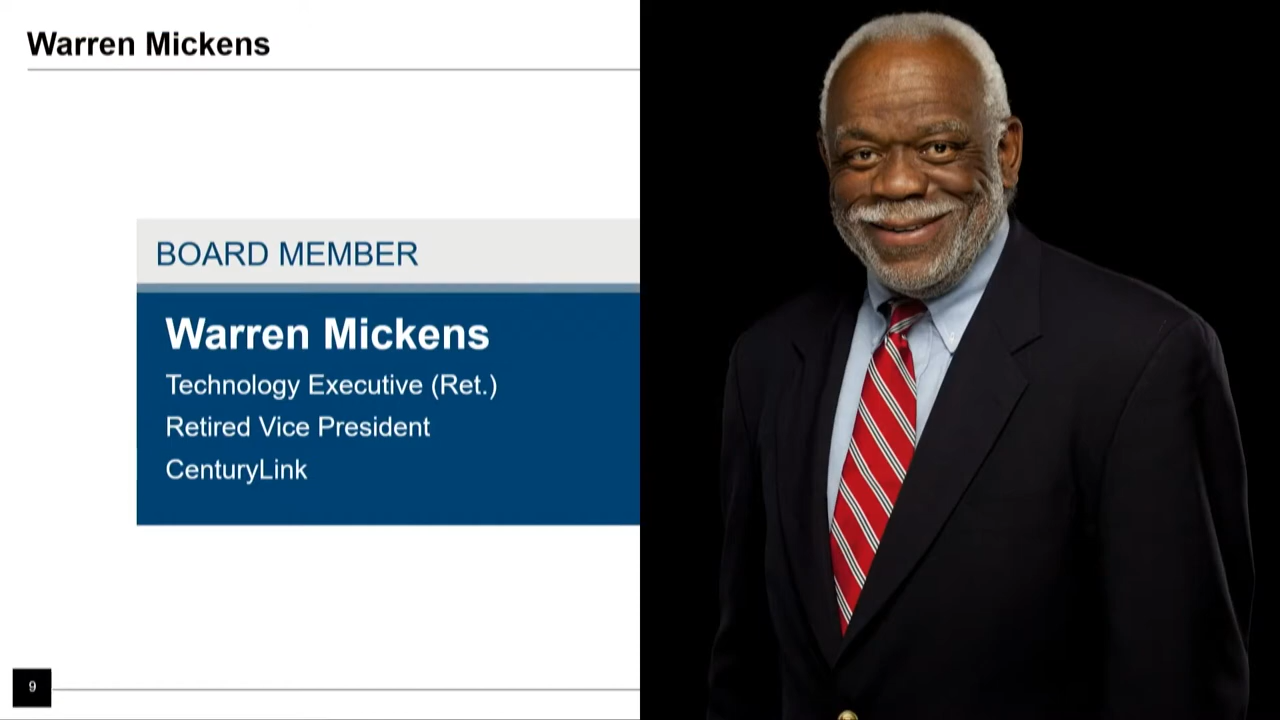 Warren Mickens
BOARD MEMBER
Warren Mickens
Technology Executive (Ret.)
Retired Vice President
CenturyLink
9